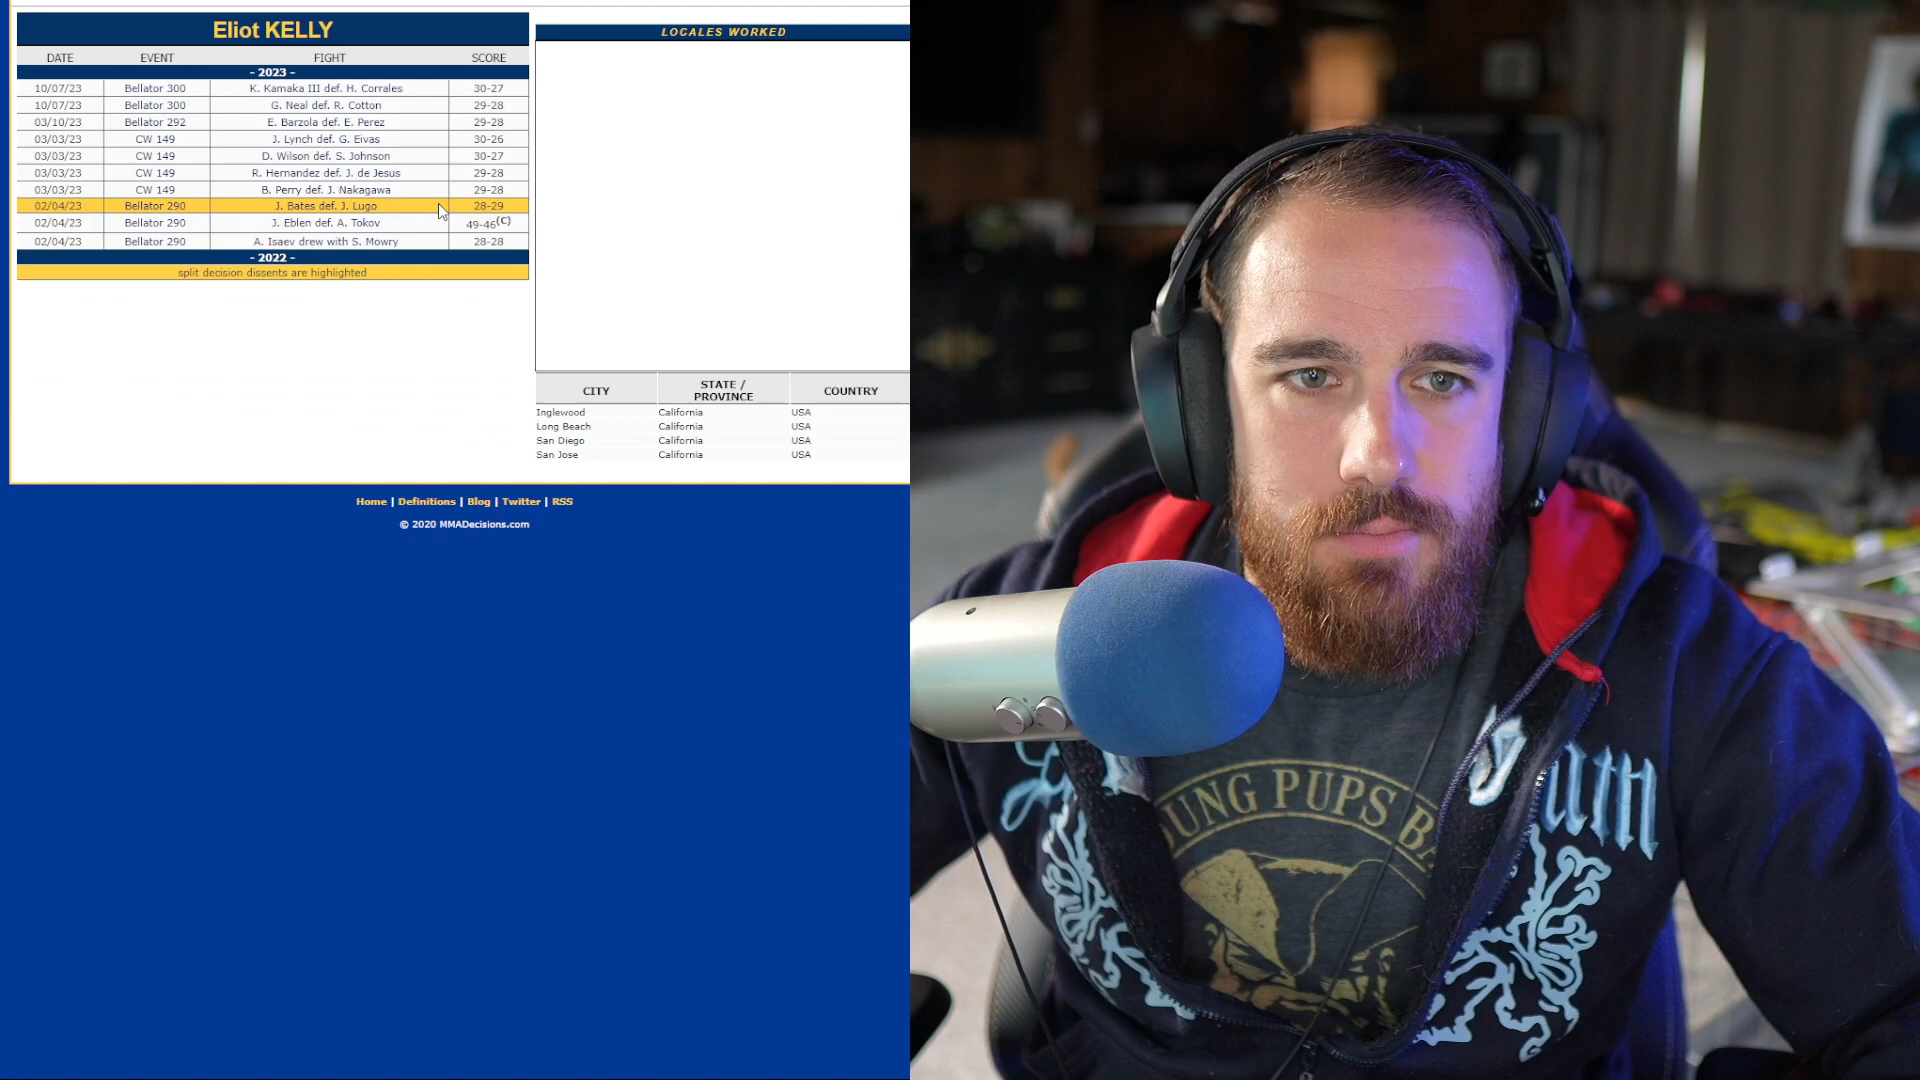 Eliot KELLY
DATE EVENT FIGHT SCORE
- 2023 -
10/07/23 Bellator 300 K. Kamaka III def. H. Corrales 30-27
10/07/23 Bellator 300 G. Neal def. R. Cotton 29-28
03/10/23 Bellator 292 E. Barzola def. E. Perez 29-28
03/03/23 CW 149 J. Lynch def. G. Eivas 30-26
03/03/23 CW 149 D. Wilson def. S. Johnson 30-27
03/03/23 CW 149 R. Hernandez def. J. de Jesus 29-28
03/03/23 CW 149 B. Perry def. J. Nakagawa 29-28
02/04/23 Bellator 290 J. Bates def. J. Lugo 28-29
02/04/23 Bellator 290 J. Eblen def. A. Tokov 49-46(C)
02/04/23 Bellator 290 A. Isaev drew with S. Mowry 28-28
- 2022 -
split decision dissents are highlighted
LOCALES WORKED
CITY STATE / PROVINCE COUNTRY
Inglewood California USA
Long Beach California USA
San Diego California USA
San Jose California USA
Home | Definitions | Blog | Twitter | RSS
© 2020 MMADecisions.com
UNG PUPS B